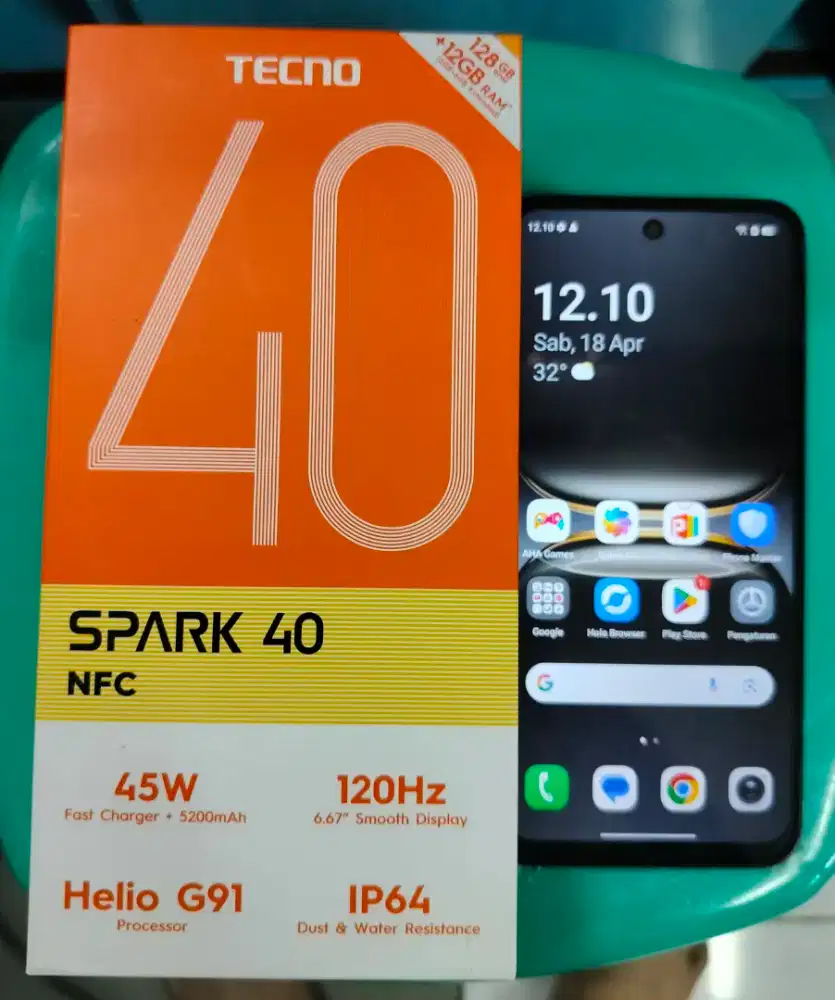 TECNO
128GB
+12GB RAM*
40
SPARK 40
NFC
45W
Fast Charger + 5200mAh
120Hz
6.67" Smooth Display
Helio G91
Processor
IP64
Dust & Water Resistance
12.10
12.10
Sab, 18 Apr
32°
AHA Games
Phone Master
Google
Hola Browser
Play Store
Pengaturan
G